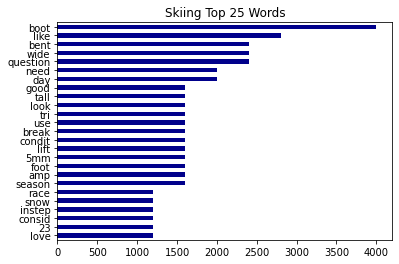 Skiing Top 25 Words
boot
like
bent
wide
question
need
day
good
tall
look
tri
use
break
condit
lift
5mm
foot
amp
season
race
snow
instep
consid
23
love
0 500 1000 1500 2000 2500 3000 3500 4000